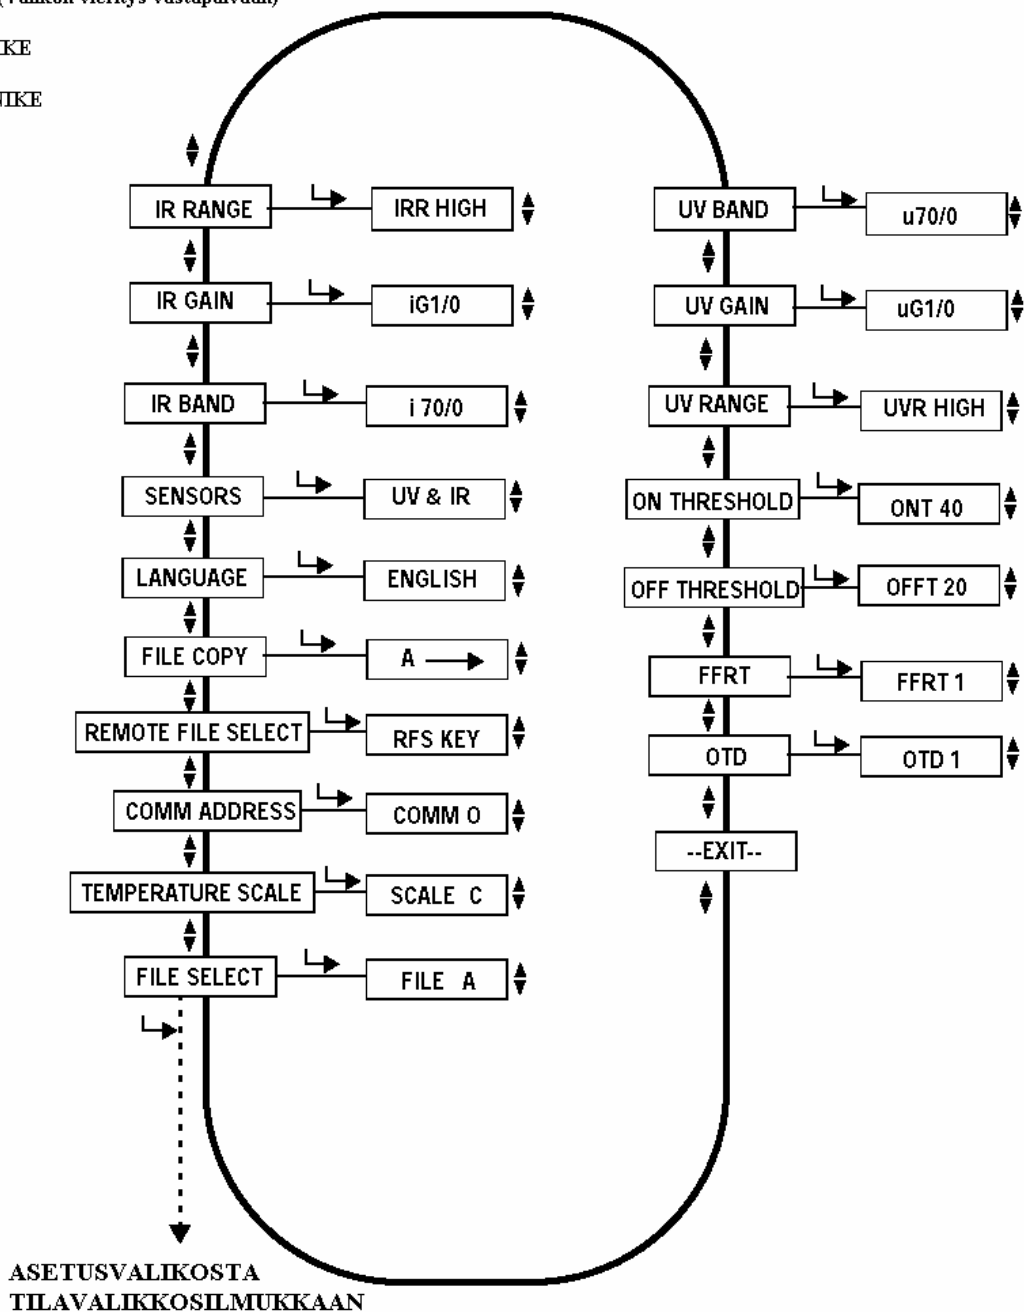 IR RANGE
IRR HIGH
IR GAIN
iG1/0
IR BAND
i 70/0
SENSORS
UV & IR
LANGUAGE
ENGLISH
FILE COPY
A
REMOTE FILE SELECT
RFS KEY
COMM ADDRESS
COMM O
TEMPERATURE SCALE
SCALE C
FILE SELECT
FILE A
UV BAND
u70/0
UV GAIN
uG1/0
UV RANGE
UVR HIGH
ON THRESHOLD
ONT 40
OFF THRESHOLD
OFFT 20
FFRT
FFRT 1
OTD
OTD 1
--EXIT--
ASETUSVALIKOSTA
TILAVALIKKOSILMUKKAAN